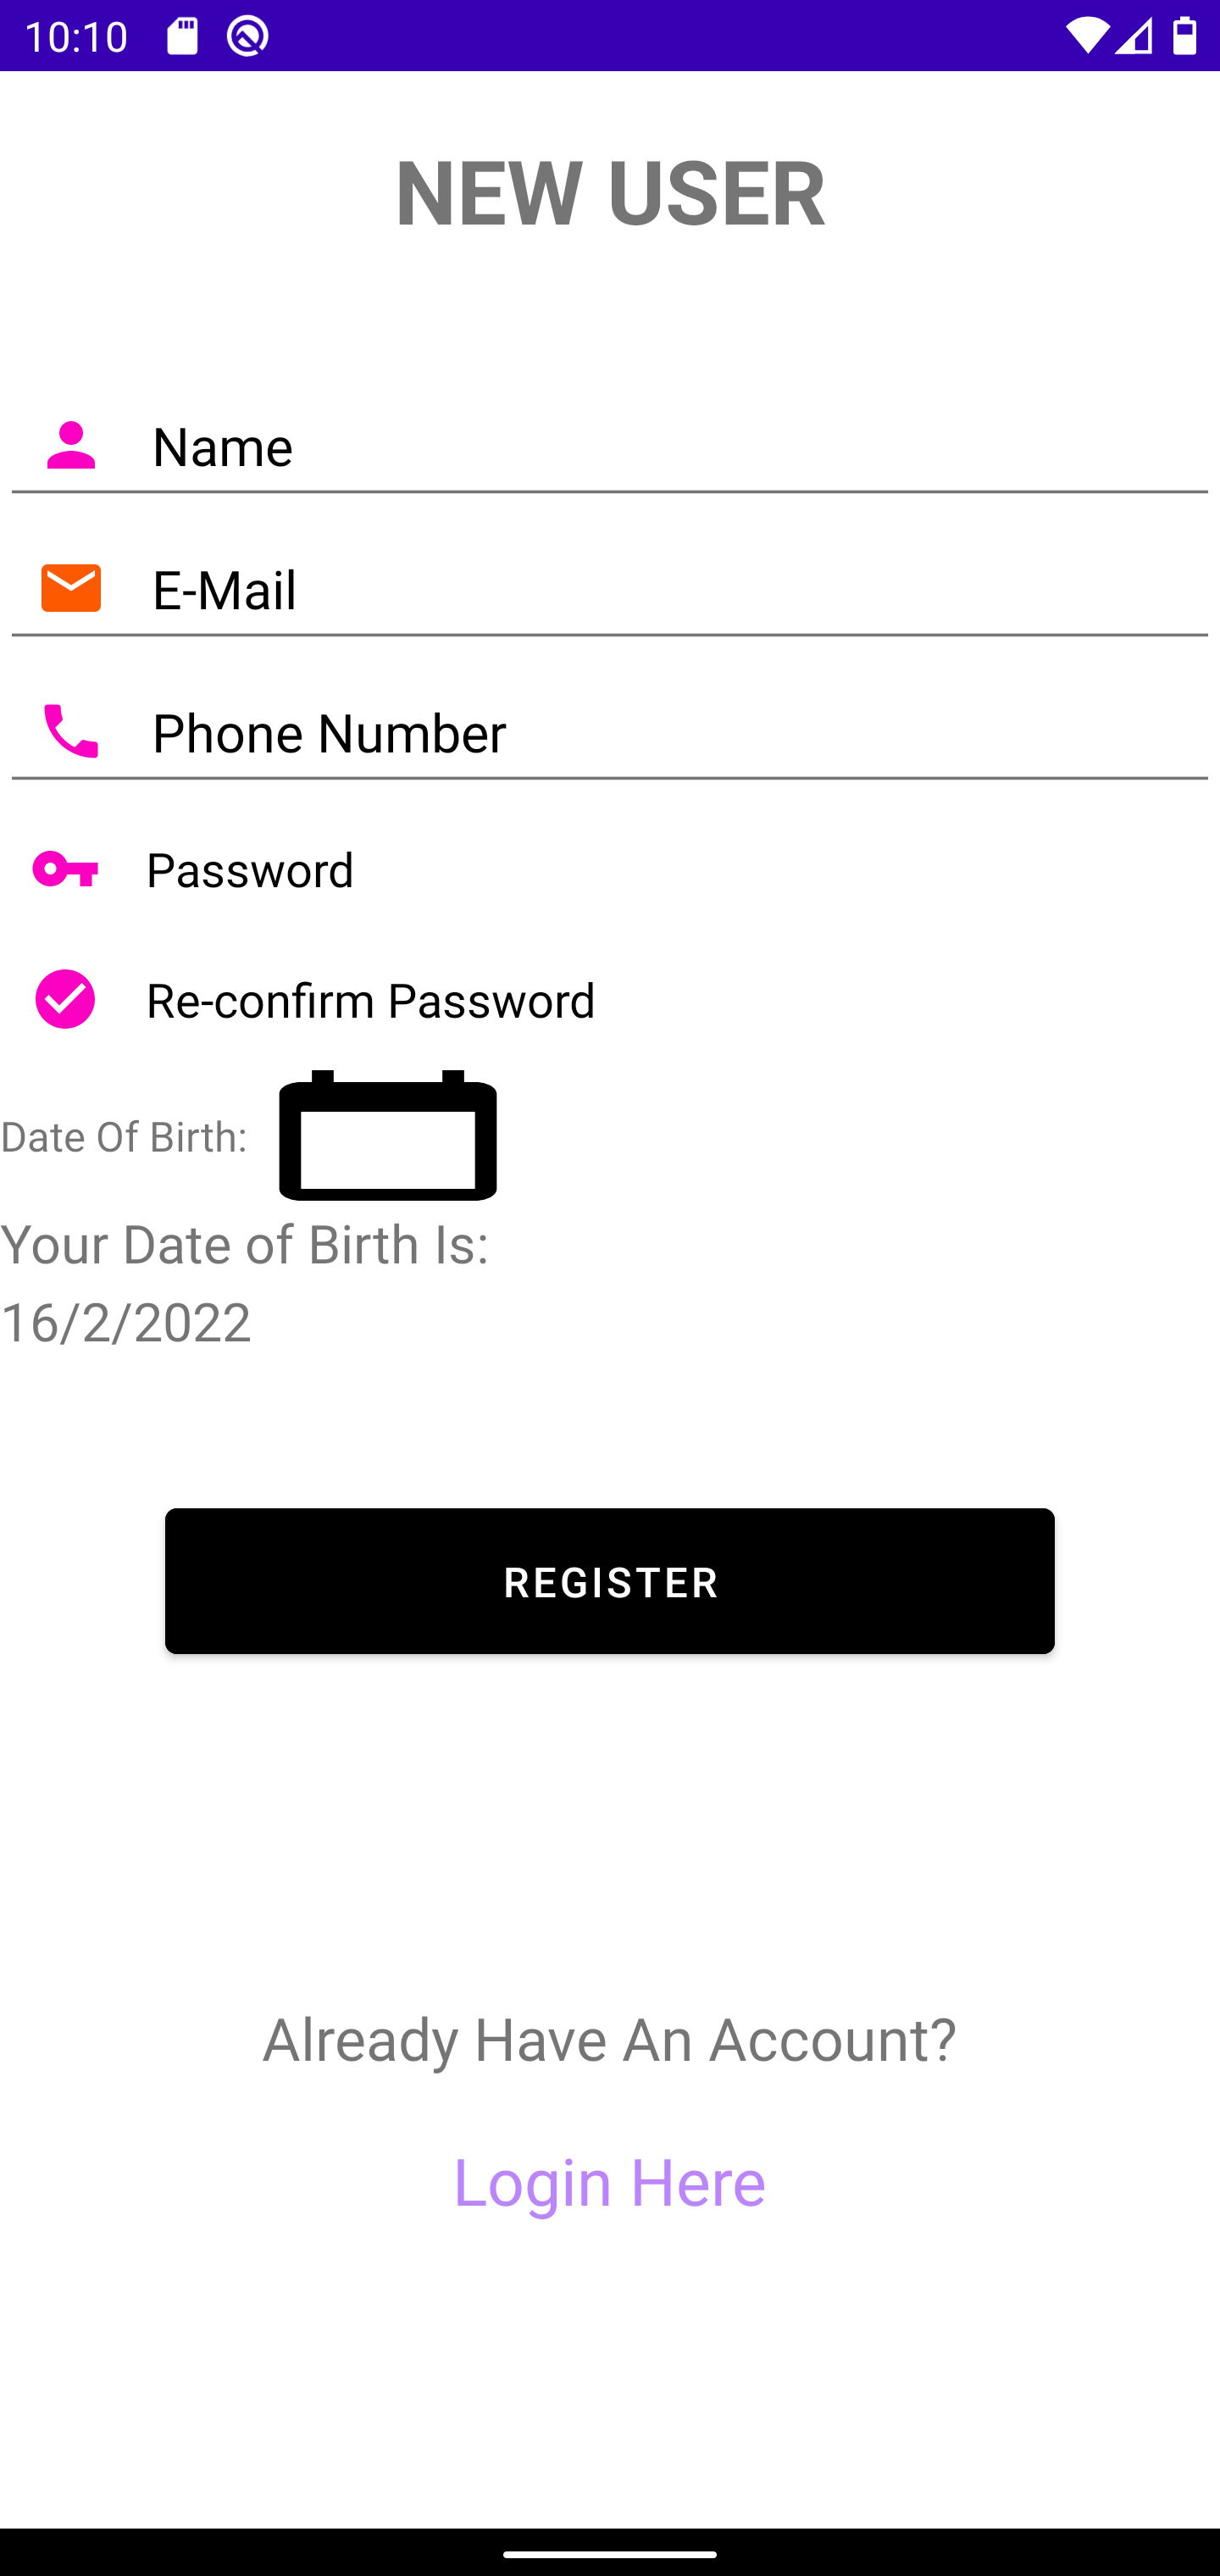 10:10
NEW USER
Name
E-Mail
Phone Number
Password
Re-confirm Password
Date Of Birth:
Your Date of Birth Is:
16/2/2022
REGISTER
Already Have An Account?
Login Here